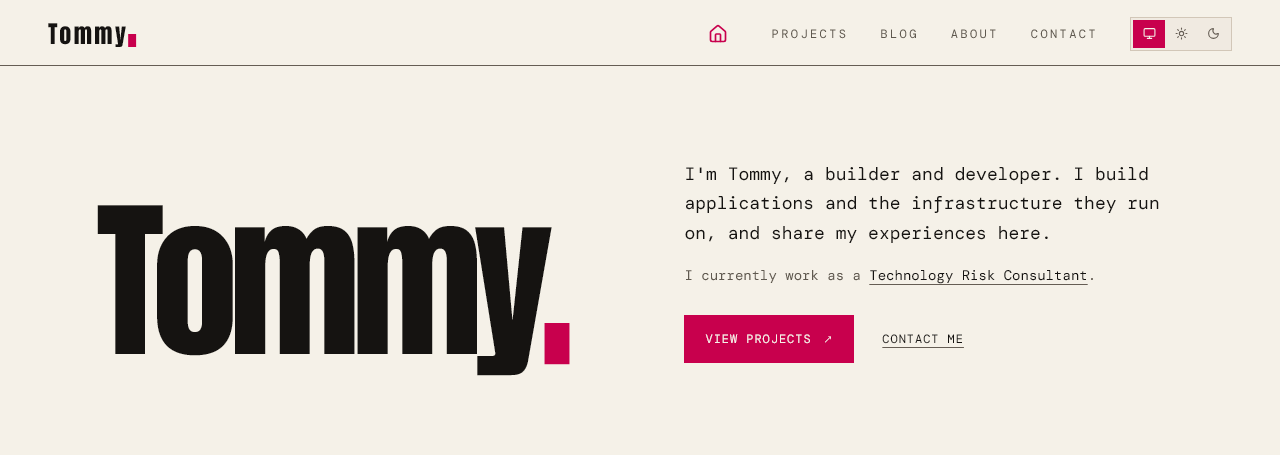 Tommy.
PROJECTS
BLOG
ABOUT
CONTACT
Tommy.
I'm Tommy, a builder and developer. I build
applications and the infrastructure they run
on, and share my experiences here.
I currently work as a Technology Risk Consultant.
VIEW PROJECTS ↗
CONTACT ME